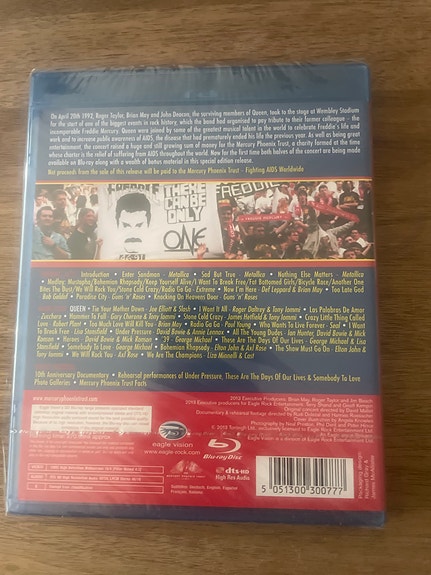 On April 20th 1992, Roger Taylor, Brian May and John Deacon, the surviving members of Queen, took to the stage at Wembley Stadium
for the start of one of the biggest events in rock history, which the band had organised to pay tribute to their former colleague - the
incomparable Freddie Mercury. Queen were joined by some of the greatest musical talent in the world to celebrate Freddie's life and
work and to increase public awareness of AIDS, the disease that had prematurely ended his life the previous year. As well as being great
entertainment, the concert raised a huge and still growing sum of money for the Mercury Phoenix Trust, a charity formed at the time
whose charter is the relief of suffering from AIDS throughout the world. Now for the first time both halves of the concert are being made
available on Blu-ray along with a wealth of bonus material in this special edition release.
Net proceeds from the sale of this release will be paid to the Mercury Phoenix Trust - Fighting AIDS Worldwide
FREDDIE
THERE
CAN BE
ONLY
ONE
FREDDIE
Introduction • Enter Sandman - Metallica • Sad But True - Metallica • Nothing Else Matters - Metallica
• Medley: Mustapha/Bohemian Rhapsody/Keep Yourself Alive/I Want To Break Free/Fat Bottomed Girls/Bicycle Race/Another One
Bites The Dust/We Will Rock You/Stone Cold Crazy/Radio Ga Ga - Extreme • Now I'm Here - Def Leppard & Brian May • Too Late God
Bob Geldof • Paradise City - Guns n' Roses • Knocking On Heavens Door - Guns n' Roses
QUEEN - Tie Your Mother Down - Joe Elliott & Slash • I Want It All - Roger Daltrey & Tony Iommi • Las Palabras De Amor
Zucchero • Hammer To Fall - Gary Cherone & Tony Iommi • Stone Cold Crazy - James Hetfield & Tony Iommi • Crazy Little Thing Called
Love - Robert Plant • Too Much Love Will Kill You - Brian May • Radio Ga Ga - Paul Young • Who Wants To Live Forever - Seal • I Want
To Break Free - Lisa Stansfield • Under Pressure - David Bowie & Annie Lennox • All The Young Dudes - Ian Hunter, David Bowie & Mick
Ronson • Heroes - David Bowie & Mick Ronson • '39 - George Michael • These Are The Days Of Our Lives - George Michael & Lisa
Stansfield • Somebody To Love - George Michael • Bohemian Rhapsody - Elton John & Axl Rose • The Show Must Go On - Elton John &
Tony Iommi • We Will Rock You - Axl Rose • We Are The Champions - Liza Minnelli & Cast
10th Anniversary Documentary • Rehearsal performances of Under Pressure, These Are The Days Of Our Lives & Somebody To Love
Photo Galleries • Mercury Phoenix Trust Facts
www.mercuryphoenixtrust.com
eagle vision
www.eagle-rock.com
Blu-ray Disc
dts-HD
High Res Audio
2013 Executive Producers: Brian May, Roger Taylor and Jim Beach
Original concert directed by David Mallet
5 051300 300777